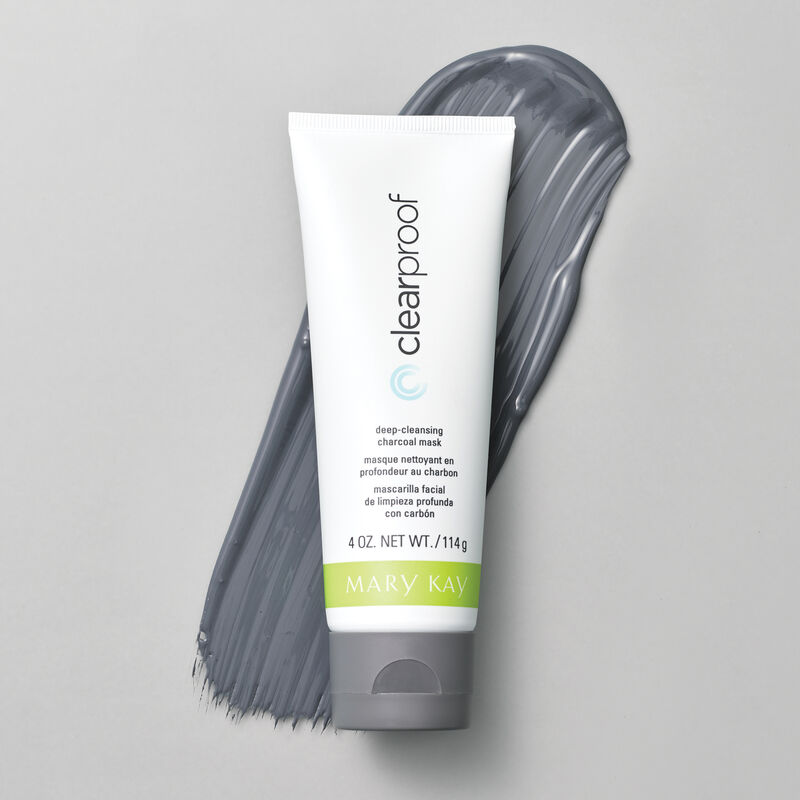 clearproof
deep-cleansing
charcoal mask
masque nettoyant en
profondeur au charbon
mascarilla facial
de limpieza profunda
con carbón
4 OZ. NET WT./114 g
MARY KAY